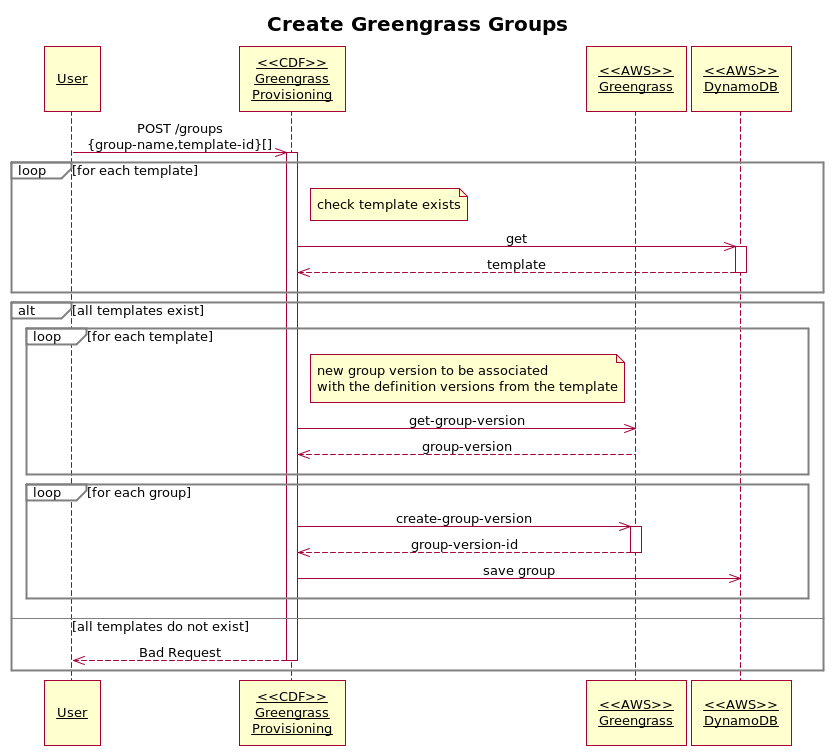 Create Greengrass Groups
User
<<CDF>>
Greengrass
Provisioning
<<AWS>>
Greengrass
<<AWS>>
DynamoDB
POST /groups
{group-name,template-id}[]
loop [for each template]
check template exists
get
template
alt [all templates exist]
loop [for each template]
new group version to be associated
with the definition versions from the template
get-group-version
group-version
loop [for each group]
create-group-version
group-version-id
save group
[all templates do not exist]
Bad Request
User
<<CDF>>
Greengrass
Provisioning
<<AWS>>
Greengrass
<<AWS>>
DynamoDB